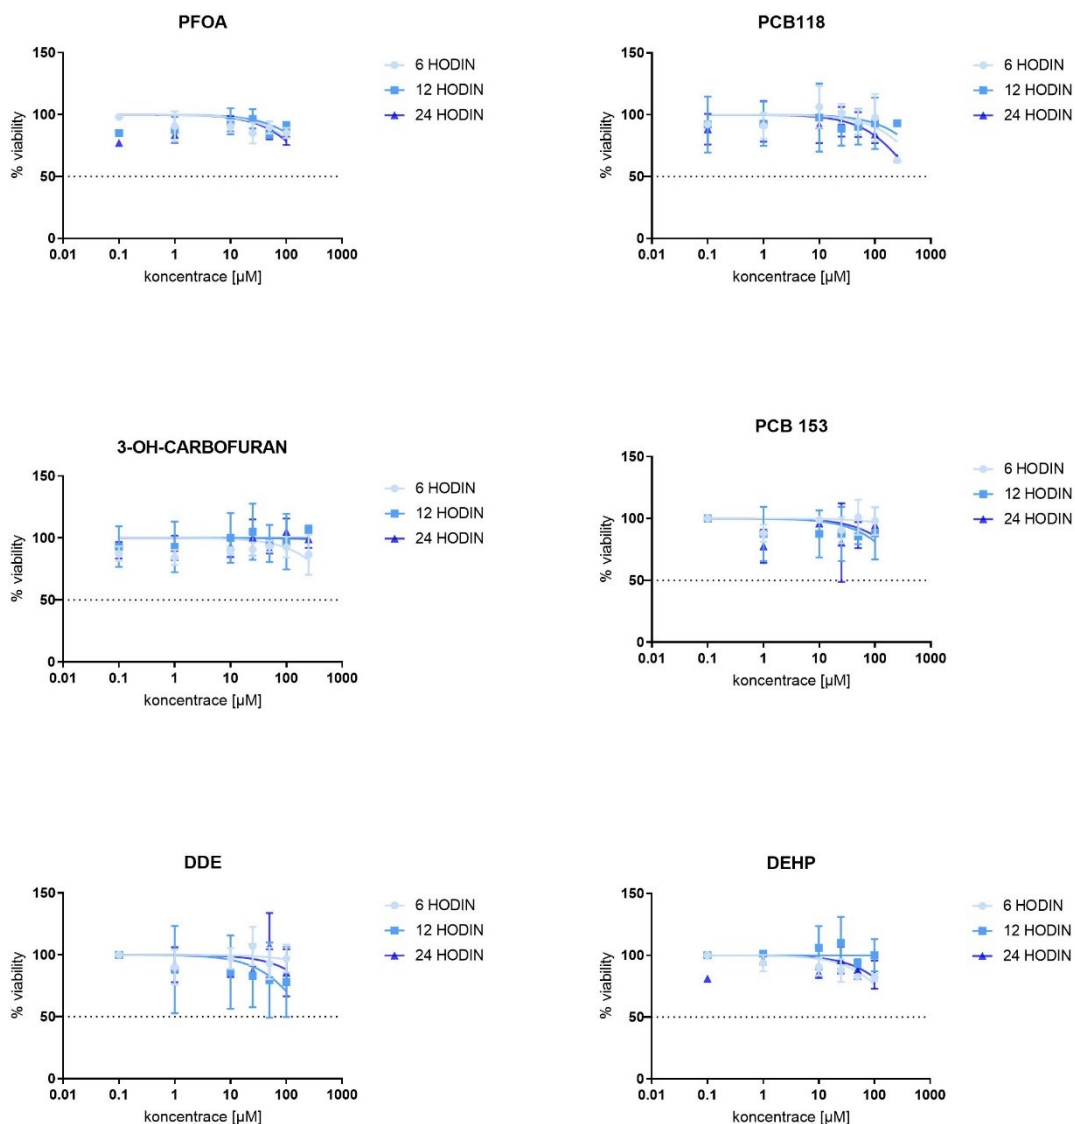 PFOA
150
100
50
0
% viability
0.01 0.1 1 10 100 1000
koncentrace [µM]
6 HODIN
12 HODIN
24 HODIN
PCB118
150
100
50
0
% viability
0.01 0.1 1 10 100 1000
koncentrace [µM]
6 HODIN
12 HODIN
24 HODIN
3-OH-CARBOFURAN
150
100
50
0
% viability
0.01 0.1 1 10 100 1000
koncentrace [µM]
6 HODIN
12 HODIN
24 HODIN
PCB 153
150
100
50
0
% viability
0.01 0.1 1 10 100 1000
koncentrace [µM]
6 HODIN
12 HODIN
24 HODIN
DDE
150
100
50
0
% viability
0.01 0.1 1 10 100 1000
koncentrace [µM]
6 HODIN
12 HODIN
24 HODIN
DEHP
150
100
50
0
% viability
0.01 0.1 1 10 100 1000
koncentrace [µM]
6 HODIN
12 HODIN
24 HODIN